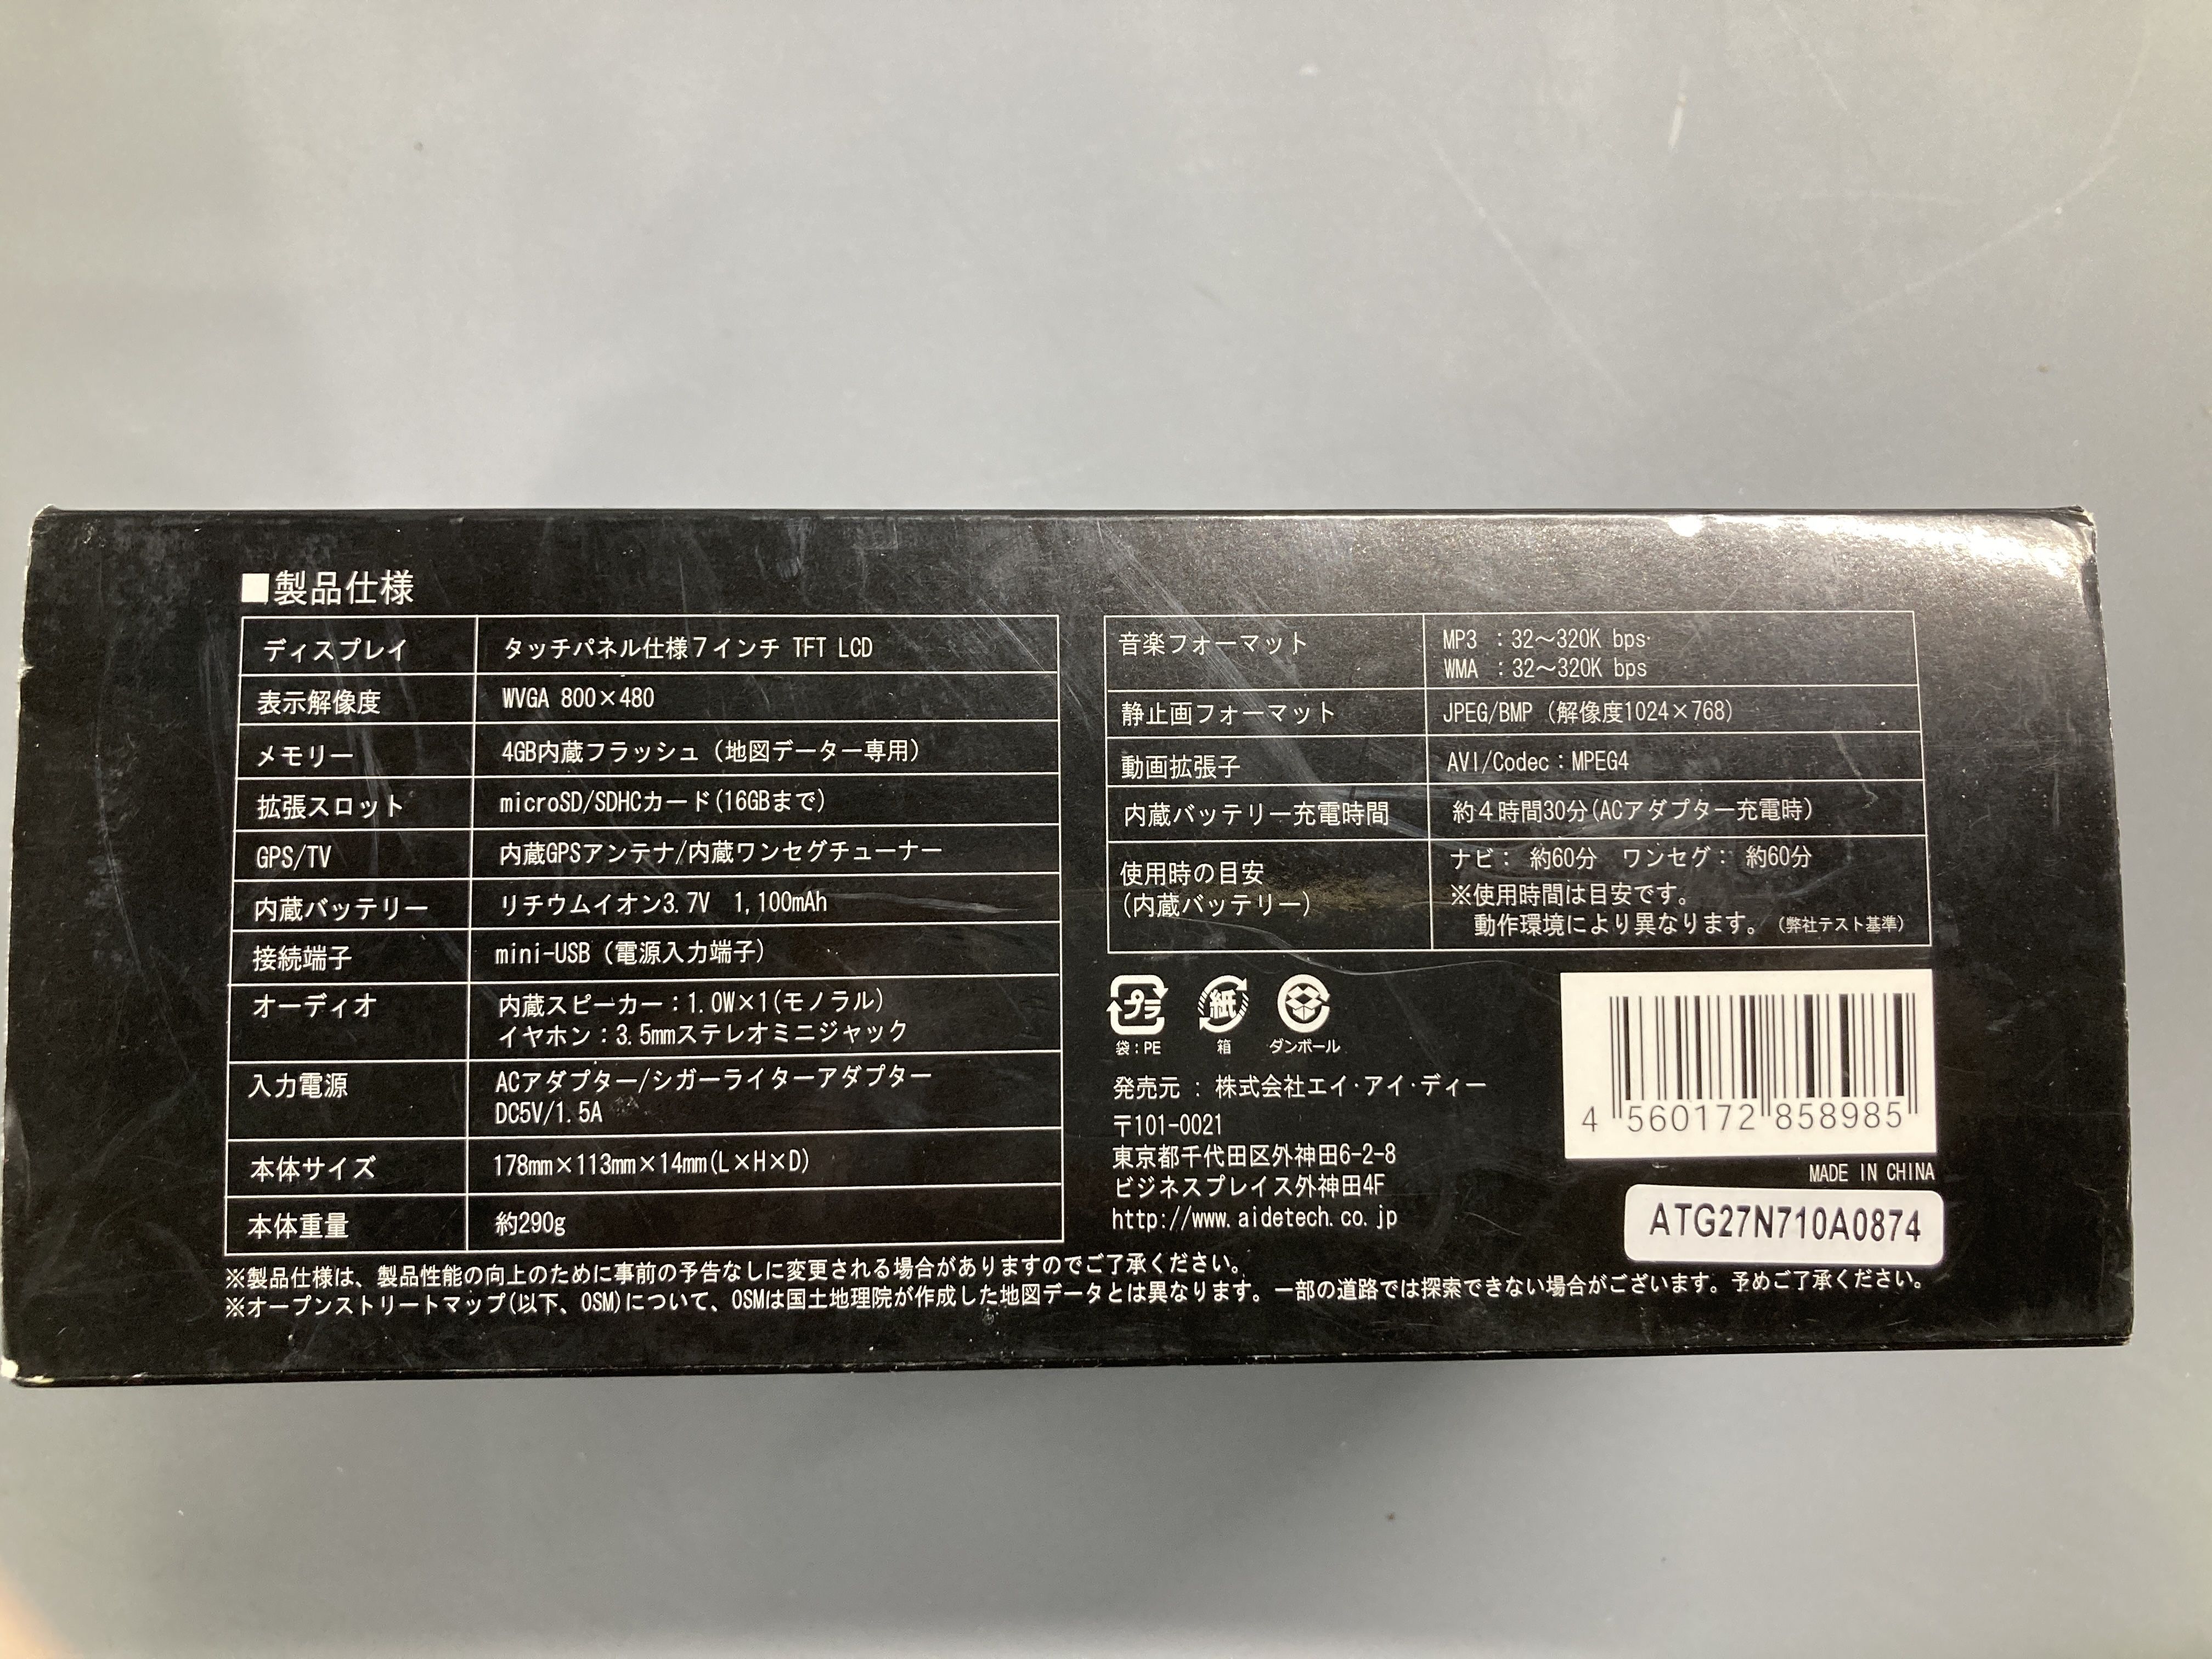 ■製品仕様
ディスプレイ タッチパネル仕様7インチ TFT LCD
表示解像度 WVGA 800×480
メモリー 4GB内蔵フラッシュ(地図データー専用)
拡張スロット microSD/SDHCカード(16GBまで)
GPS/TV 内蔵GPSアンテナ/内蔵ワンセグチューナー
内蔵バッテリー リチウムイオン3.7V 1,100mAh
接続端子 mini-USB(電源入力端子)
オーディオ 内蔵スピーカー:1.0W×1(モノラル)
イヤホン:3.5mmステレオミニジャック
入力電源 ACアダプター/シガーライターアダプター
DC5V/1.5A
本体サイズ 178mm×113mm×14mm(L×H×D)
本体重量 約290g
音楽フォーマット MP3 :32～320K bps
WMA :32～320K bps
静止画フォーマット JPEG/BMP(解像度1024×768)
動画拡張子 AVI/Codec:MPEG4
内蔵バッテリー充電時間 約4時間30分(ACアダプター充電時)
使用時の目安
(内蔵バッテリー)
ナビ: 約60分 ワンセグ: 約60分
※使用時間は目安です。
動作環境により異なります。(弊社テスト基準)
プラ 紙
袋:PE 箱 ダンボール
発売元 : 株式会社エイ・アイ・ディー
〒101-0021
東京都千代田区外神田6-2-8
ビジネスプレイス外神田4F
http://www.aidetech.co.jp
4 560172 858985
MADE IN CHINA
ATG27N710A0874
※製品仕様は、製品性能の向上のために事前の予告なしに変更される場合がありますのでご了承ください。
※オープンストリートマップ(以下、OSM)について、OSMは国土地理院が作成した地図データとは異なります。一部の道路では探索できない場合がございます。予めご了承ください。